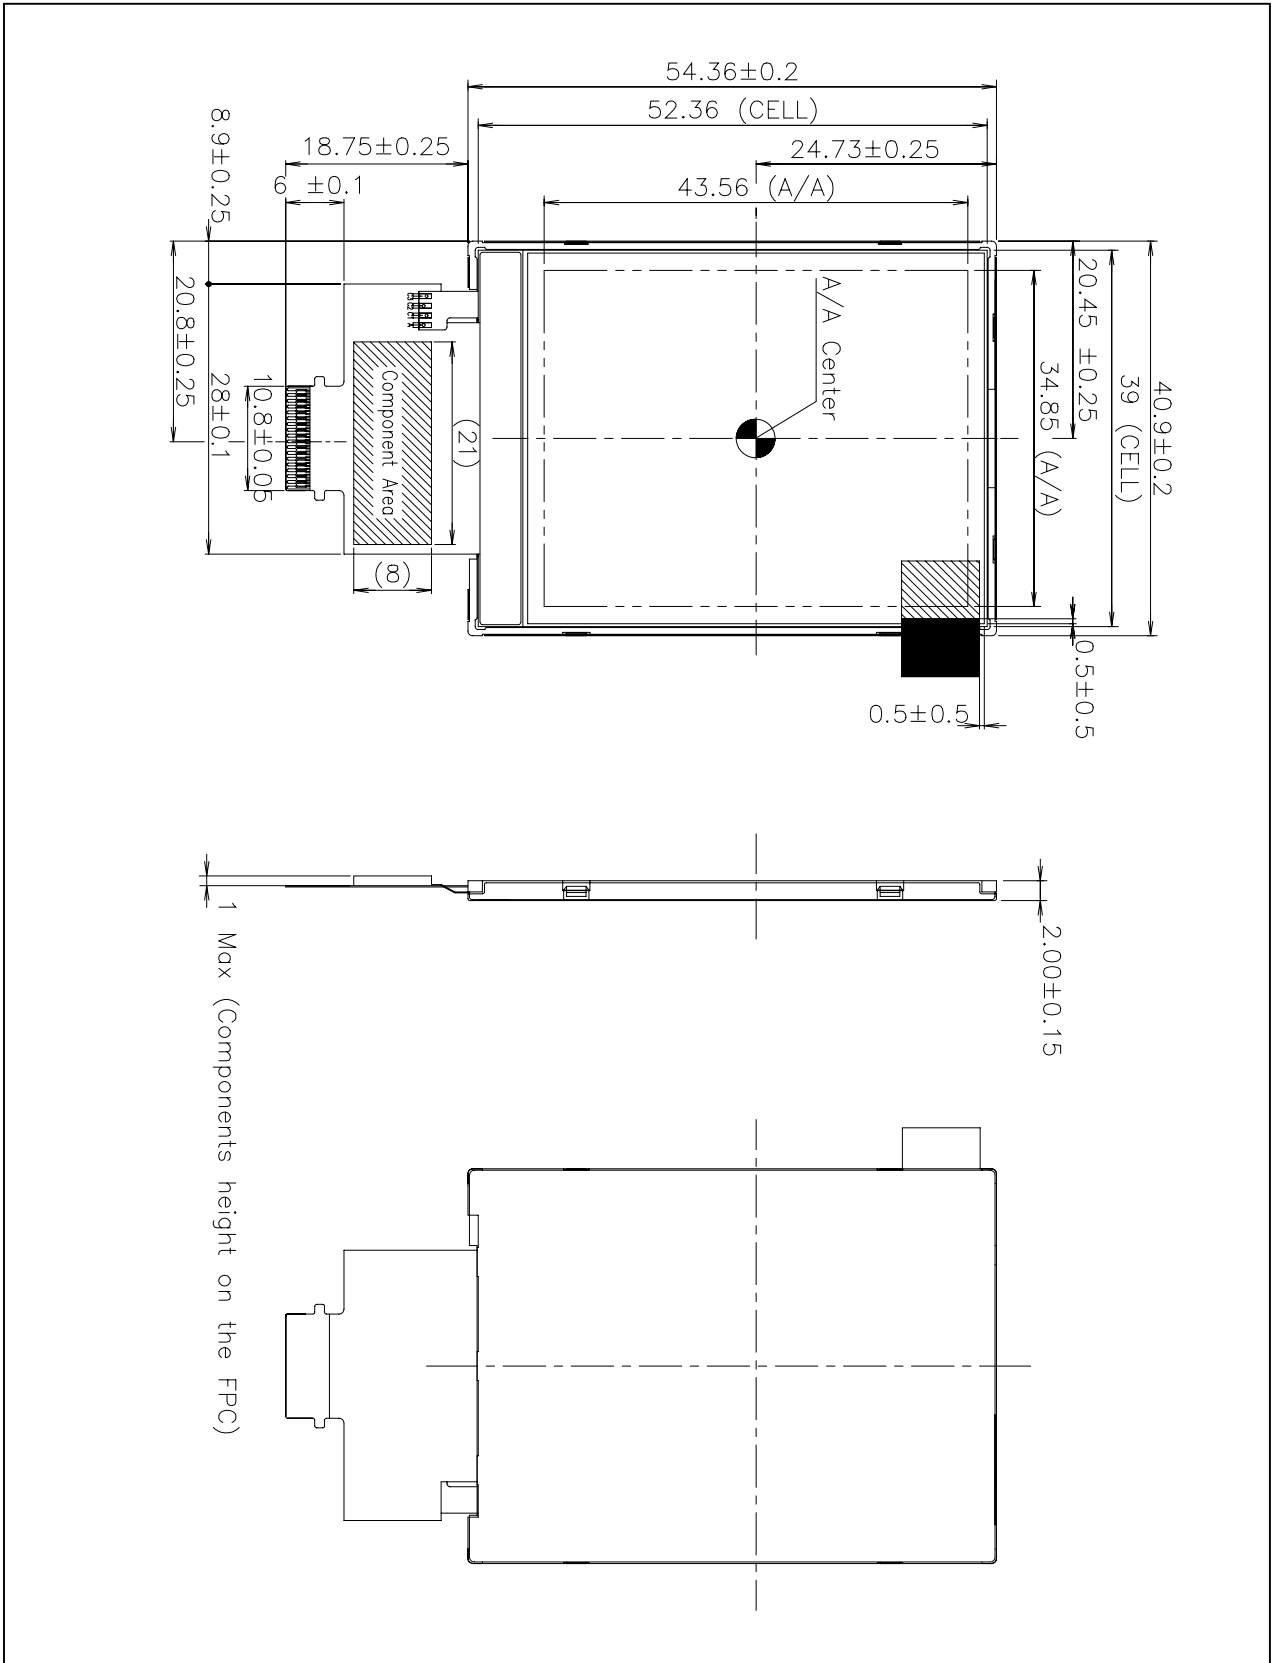 54.36±0.2
52.36 (CELL)
18.75±0.25
24.73±0.25
6 ±0.1
43.56 (A/A)
8.9±0.25
20.8±0.25
28±0.1
10.8±0.05
Component Area
(21)
(8)
A/A Center
20.45 ±0.25
39 (CELL)
40.9±0.2
34.85 (A/A)
0.5±0.5
0.5±0.5
2.00±0.15
1 Max (Components height on the FPC)